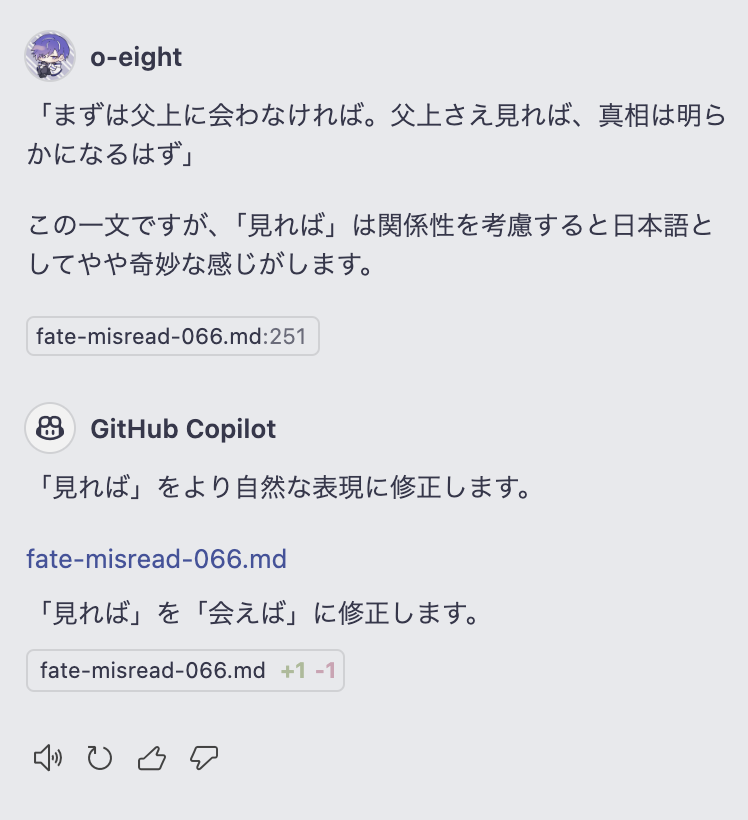 o-eight
「まずは父上に会わなければ。父上さえ見れば、真相は明ら
かになるはず」
この一文ですが、「見れば」は関係性を考慮すると日本語と
してやや奇妙な感じがします。
fate-misread-066.md:251
GitHub Copilot
「見れば」をより自然な表現に修正します。
fate-misread-066.md
「見れば」を「会えば」に修正します。
fate-misread-066.md +1 -1